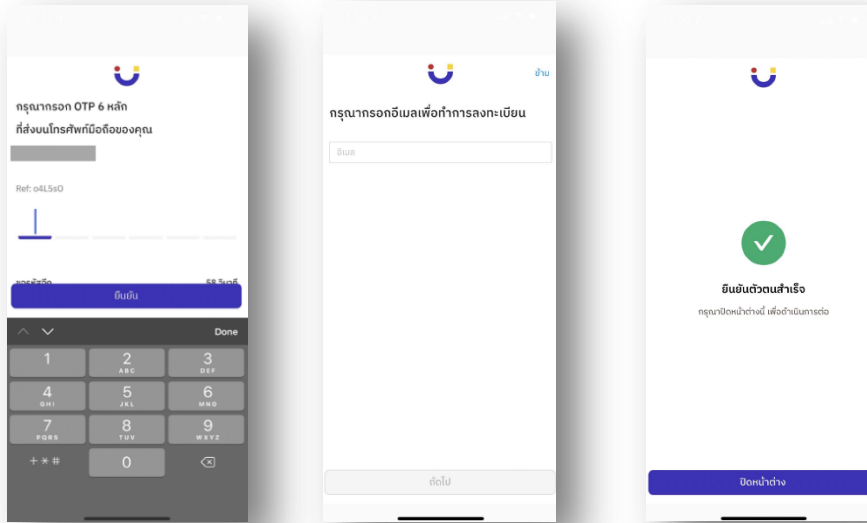 กรุณากรอก OTP 6 หลัก
ที่ส่งบนโทรศัพท์มือถือของคุณ
Ref: o4L5sO
ขอรหัสอีก 58 วินาที
ยืนยัน
Done
1
2 ABC
3 DEF
4 GHI
5 JKL
6 MNO
7 PQRS
8 TUV
9 WXYZ
+ * #
0
ข้าม
กรุณากรอกอีเมลเพื่อทำการลงทะเบียน
อีเมล
ถัดไป
ยืนยันตัวตนสำเร็จ
กรุณาปิดหน้าต่างนี้ เพื่อดำเนินการต่อ
ปิดหน้าต่าง